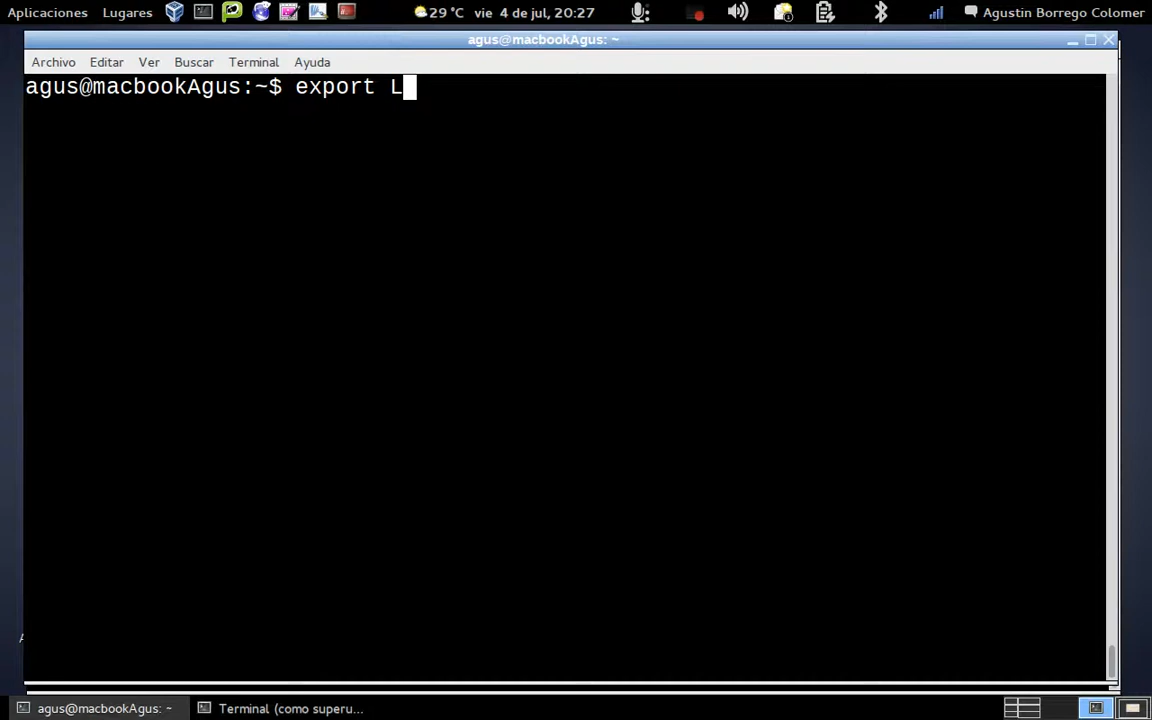 Aplicaciones Lugares 29 °C vie 4 de jul, 20:27 Agustin Borrego Colomer
agus@macbookAgus: ~
Archivo Editar Ver Buscar Terminal Ayuda
agus@macbookAgus:~$ export L
agus@macbookAgus: ~ Terminal (como superu...